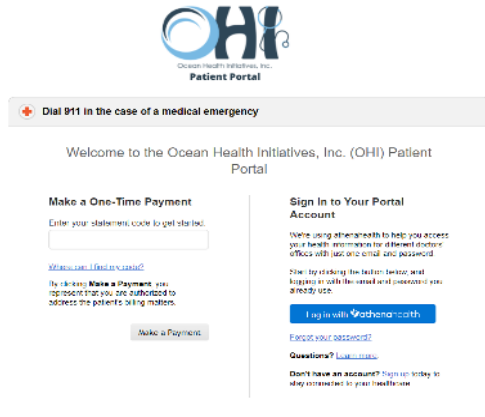 OHI
Ocean Health Initiatives, Inc.
Patient Portal
Dial 911 in the case of a medical emergency
Welcome to the Ocean Health Initiatives, Inc. (OHI) Patient
Portal
Make a One-Time Payment
Enter your statement code to get started.
Where can I find my code?
By clicking Make a Payment, you
represent that you are authorized to
address the patient's billing matters.
Make a Payment
Sign In to Your Portal
Account
We're using athenahealth to help you access
your health information for different doctors'
offices with just one email and password.
Start by clicking the button below, and
logging in with the email and password you
already use.
Log in with athenahealth
Forgot your password?
Questions? Learn more.
Don't have an account? Sign up today to
stay connected to your healthcare